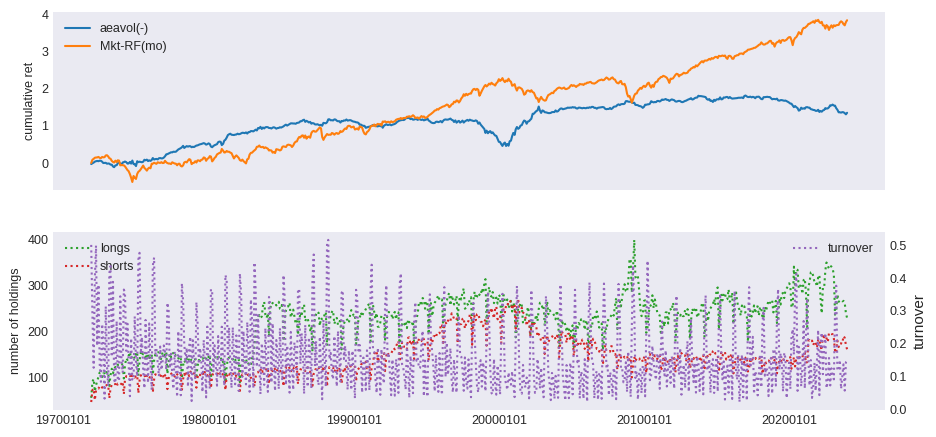 4
3
2
1
0
cumulative ret
aeavol(-)
Mkt-RF(mo)
400
300
200
100
number of holdings
longs
shorts
turnover
0.5
0.4
0.3
0.2
0.1
0.0
turnover
19700101 19800101 19900101 20000101 20100101 20200101